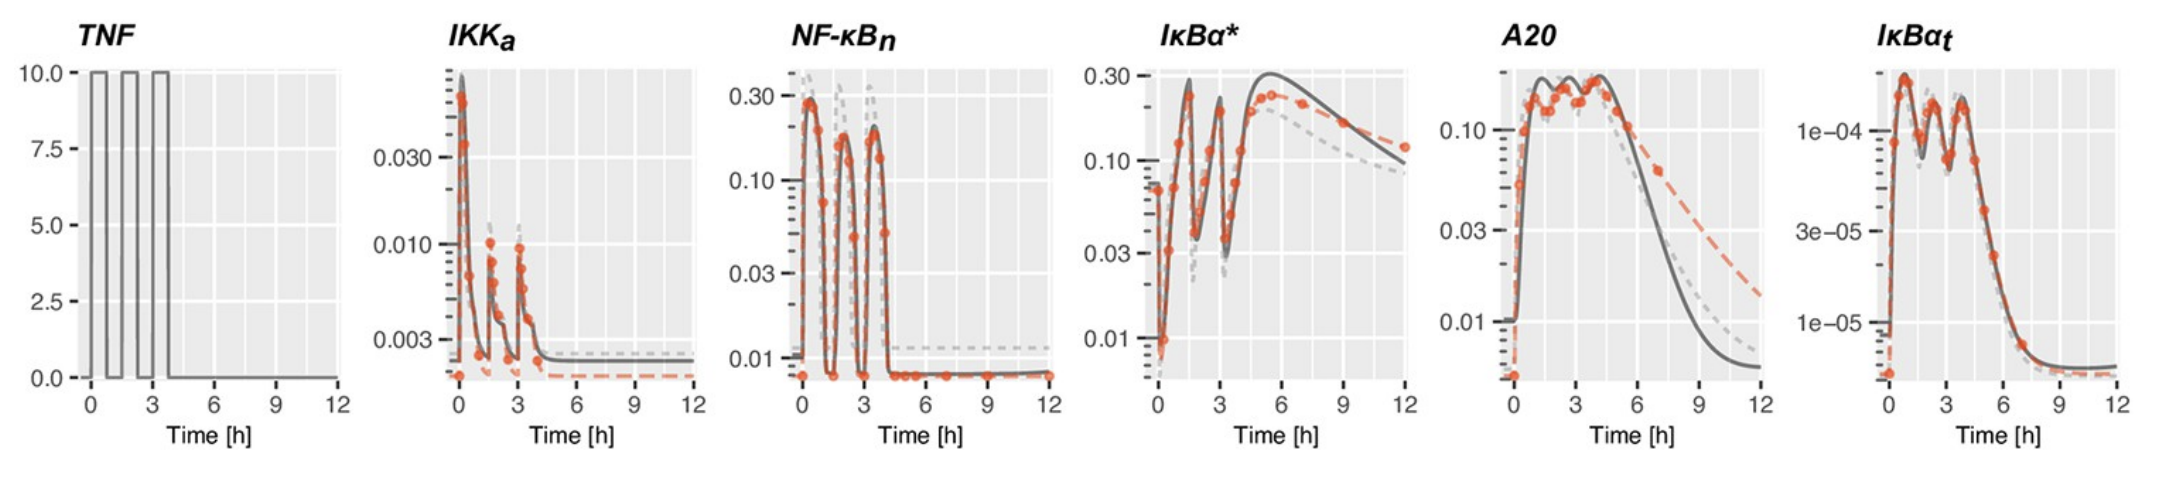 TNF
10.0
7.5
5.0
2.5
0.0
0 3 6 9 12
Time [h]
IKKa
0.030
0.010
0.003
0 3 6 9 12
Time [h]
NF-κBn
0.30
0.10
0.03
0.01
0 3 6 9 12
Time [h]
IκBα*
0.30
0.10
0.03
0.01
0 3 6 9 12
Time [h]
A20
0.10
0.03
0.01
0 3 6 9 12
Time [h]
IκBαt
1e−04
3e−05
1e−05
0 3 6 9 12
Time [h]